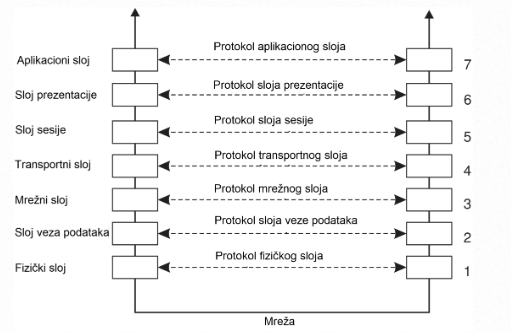 Aplikacioni sloj Protokol aplikacionog sloja 7
Sloj prezentacije Protokol sloja prezentacije 6
Sloj sesije Protokol sloja sesije 5
Transportni sloj Protokol transportnog sloja 4
Mrežni sloj Protokol mrežnog sloja 3
Sloj veza podataka Protokol sloja veze podataka 2
Fizički sloj Protokol fizičkog sloja 1
Mreža